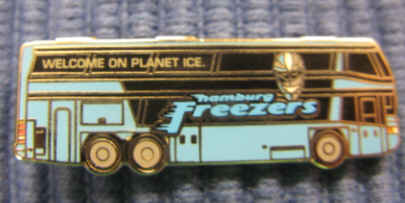 WELCOME ON PLANET ICE.
hamburg
Freezers